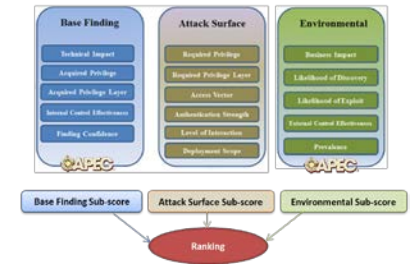 Base Finding
Technical Impact
Acquired Privilege
Acquired Privilege Layer
Internal Control Effectiveness
Finding Confidence
CAPEC
Attack Surface
Required Privilege
Required Privilege Layer
Access Vector
Authentication Strength
Level of Interaction
Deployment Scope
Environmental
Business Impact
Likelihood of Discovery
Likelihood of Exploit
External Control Effectiveness
Prevalence
CAPEC
Base Finding Sub-score
Attack Surface Sub-score
Environmental Sub-score
Ranking